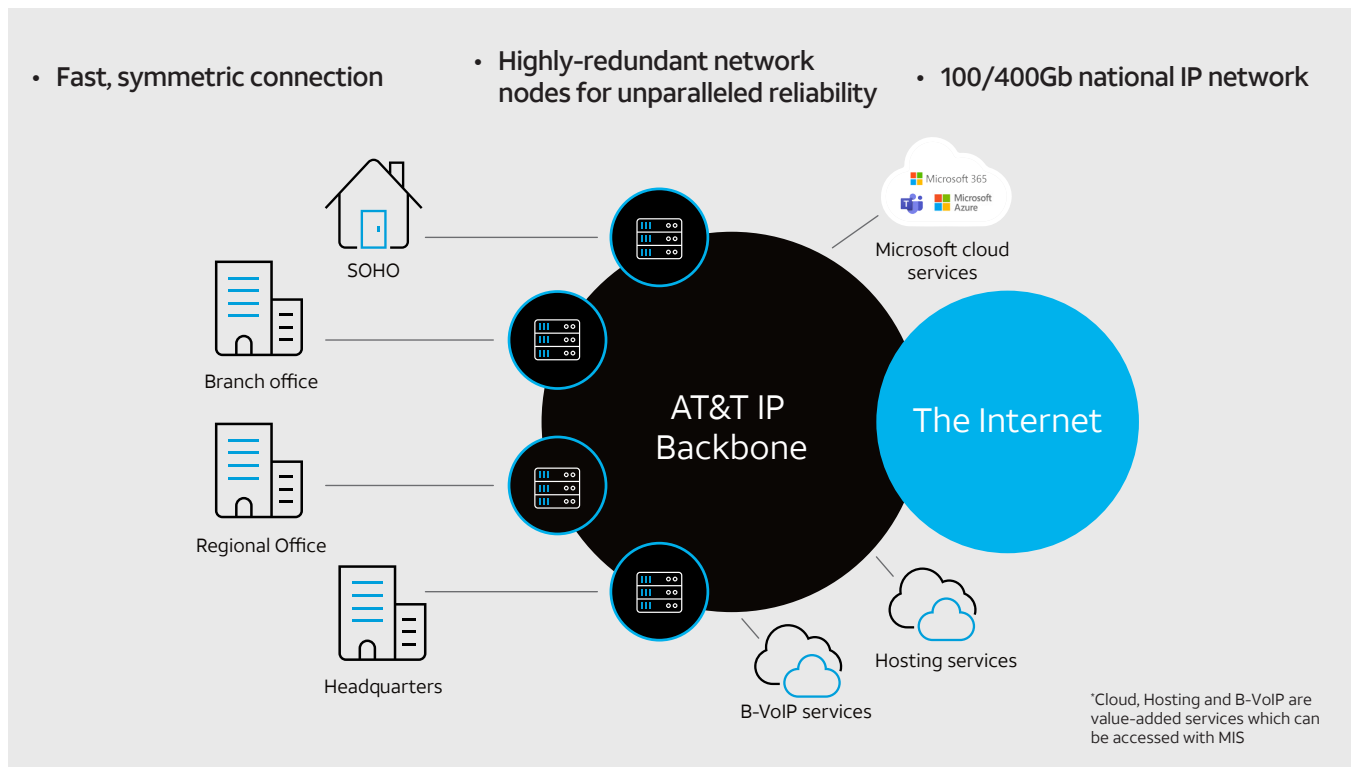 • Fast, symmetric connection
• Highly-redundant network
nodes for unparalleled reliability
• 100/400Gb national IP network
SOHO
Branch office
Regional Office
Headquarters
AT&T IP
Backbone
The Internet
Microsoft 365
T
Microsoft
Azure
Microsoft cloud
services
Hosting services
B-VoIP services
*Cloud, Hosting and B-VoIP are
value-added services which can
be accessed with MIS